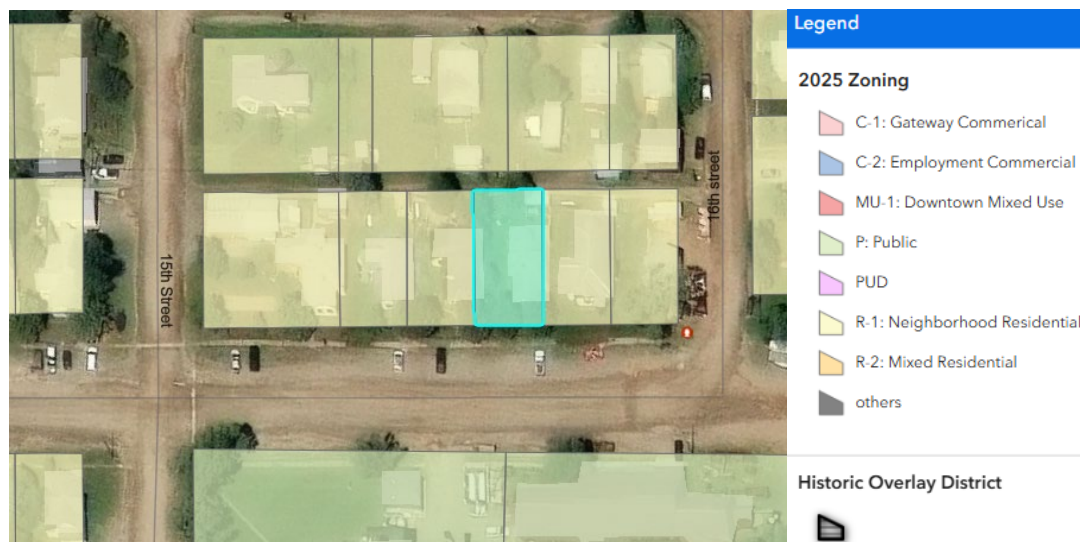 Legend
2025 Zoning
C-1: Gateway Commerical
C-2: Employment Commercial
MU-1: Downtown Mixed Use
P: Public
PUD
R-1: Neighborhood Residential
R-2: Mixed Residential
others
Historic Overlay District
15th Street
16th street